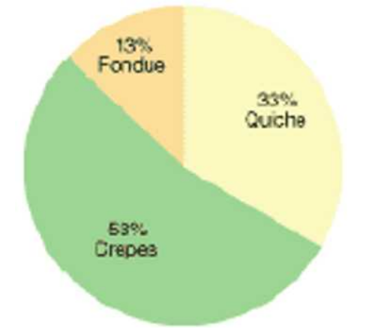 13%
Fondue
33%
Quiche
53%
Crepes